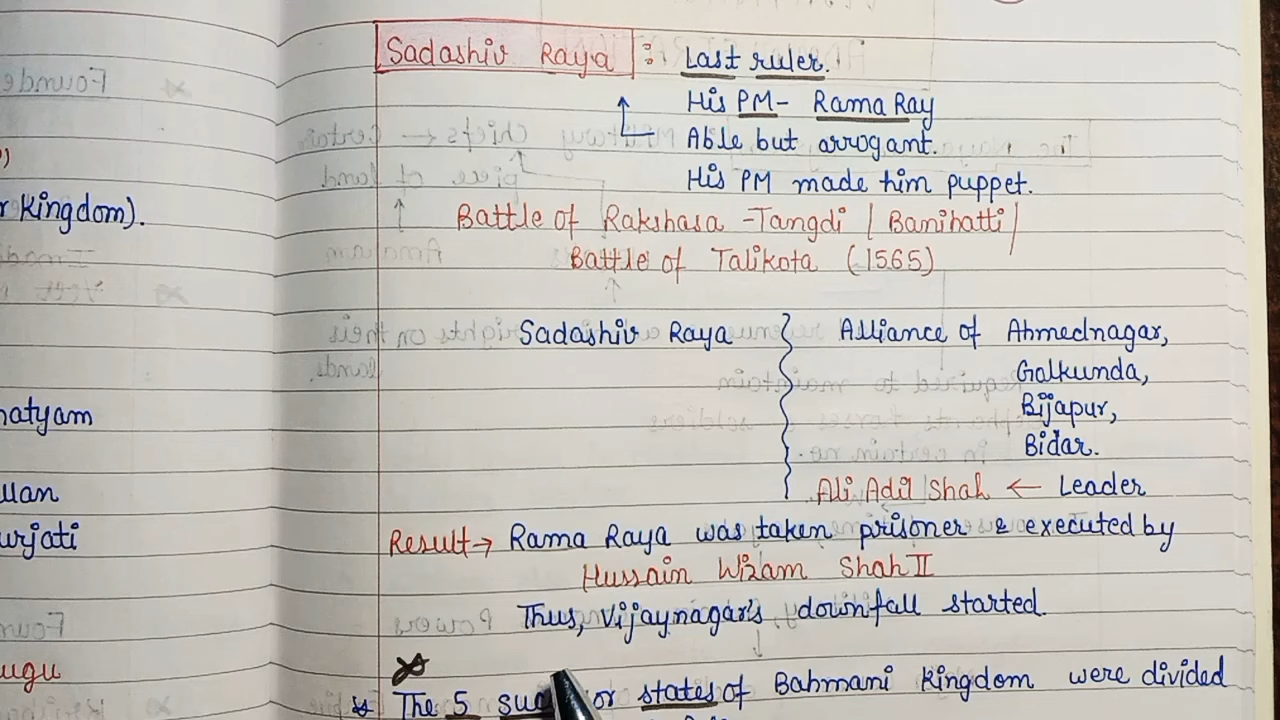 Sadashiv Raya : Last ruler.
His PM- Rama Ray
Able but arrogant.
His PM made him puppet.
Battle of Rakshasa -Tangdi | Banihatti |
Battle of Talikota (1565)
r Kingdom).
Sadashiv Raya } Alliance of Ahmednagar,
Galkunda,
Bijapur,
Bidar.
Ali Adil Shah ← Leader
natyam
urjati
Result → Rama Raya was taken prisoner & executed by
Hussain Nizam Shah II
Thus, Vijaynagar's downfall started.
ugu
The 5 suc or states of Bahmani Kingdom were divided